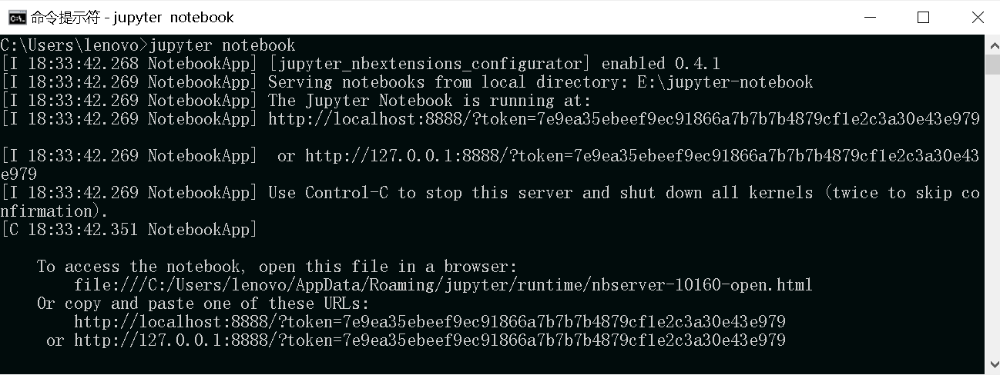 命令提示符 - jupyter notebook
C:\Users\lenovo>jupyter notebook
[I 18:33:42.268 NotebookApp] [jupyter_nbextensions_configurator] enabled 0.4.1
[I 18:33:42.269 NotebookApp] Serving notebooks from local directory: E:\jupyter-notebook
[I 18:33:42.269 NotebookApp] The Jupyter Notebook is running at:
[I 18:33:42.269 NotebookApp] http://localhost:8888/?token=7e9ea35ebeef9ec91866a7b7b7b4879cf1e2c3a30e43e979
[I 18:33:42.269 NotebookApp]  or http://127.0.0.1:8888/?token=7e9ea35ebeef9ec91866a7b7b7b4879cf1e2c3a30e43
e979
[I 18:33:42.269 NotebookApp] Use Control-C to stop this server and shut down all kernels (twice to skip co
nfirmation).
[C 18:33:42.351 NotebookApp]
To access the notebook, open this file in a browser:
file:///C:/Users/lenovo/AppData/Roaming/jupyter/runtime/nbserver-10160-open.html
Or copy and paste one of these URLs:
http://localhost:8888/?token=7e9ea35ebeef9ec91866a7b7b7b4879cf1e2c3a30e43e979
or http://127.0.0.1:8888/?token=7e9ea35ebeef9ec91866a7b7b7b4879cf1e2c3a30e43e979